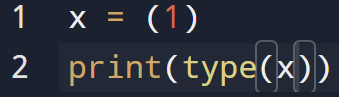 1 x = (1)
2 print(type(x))